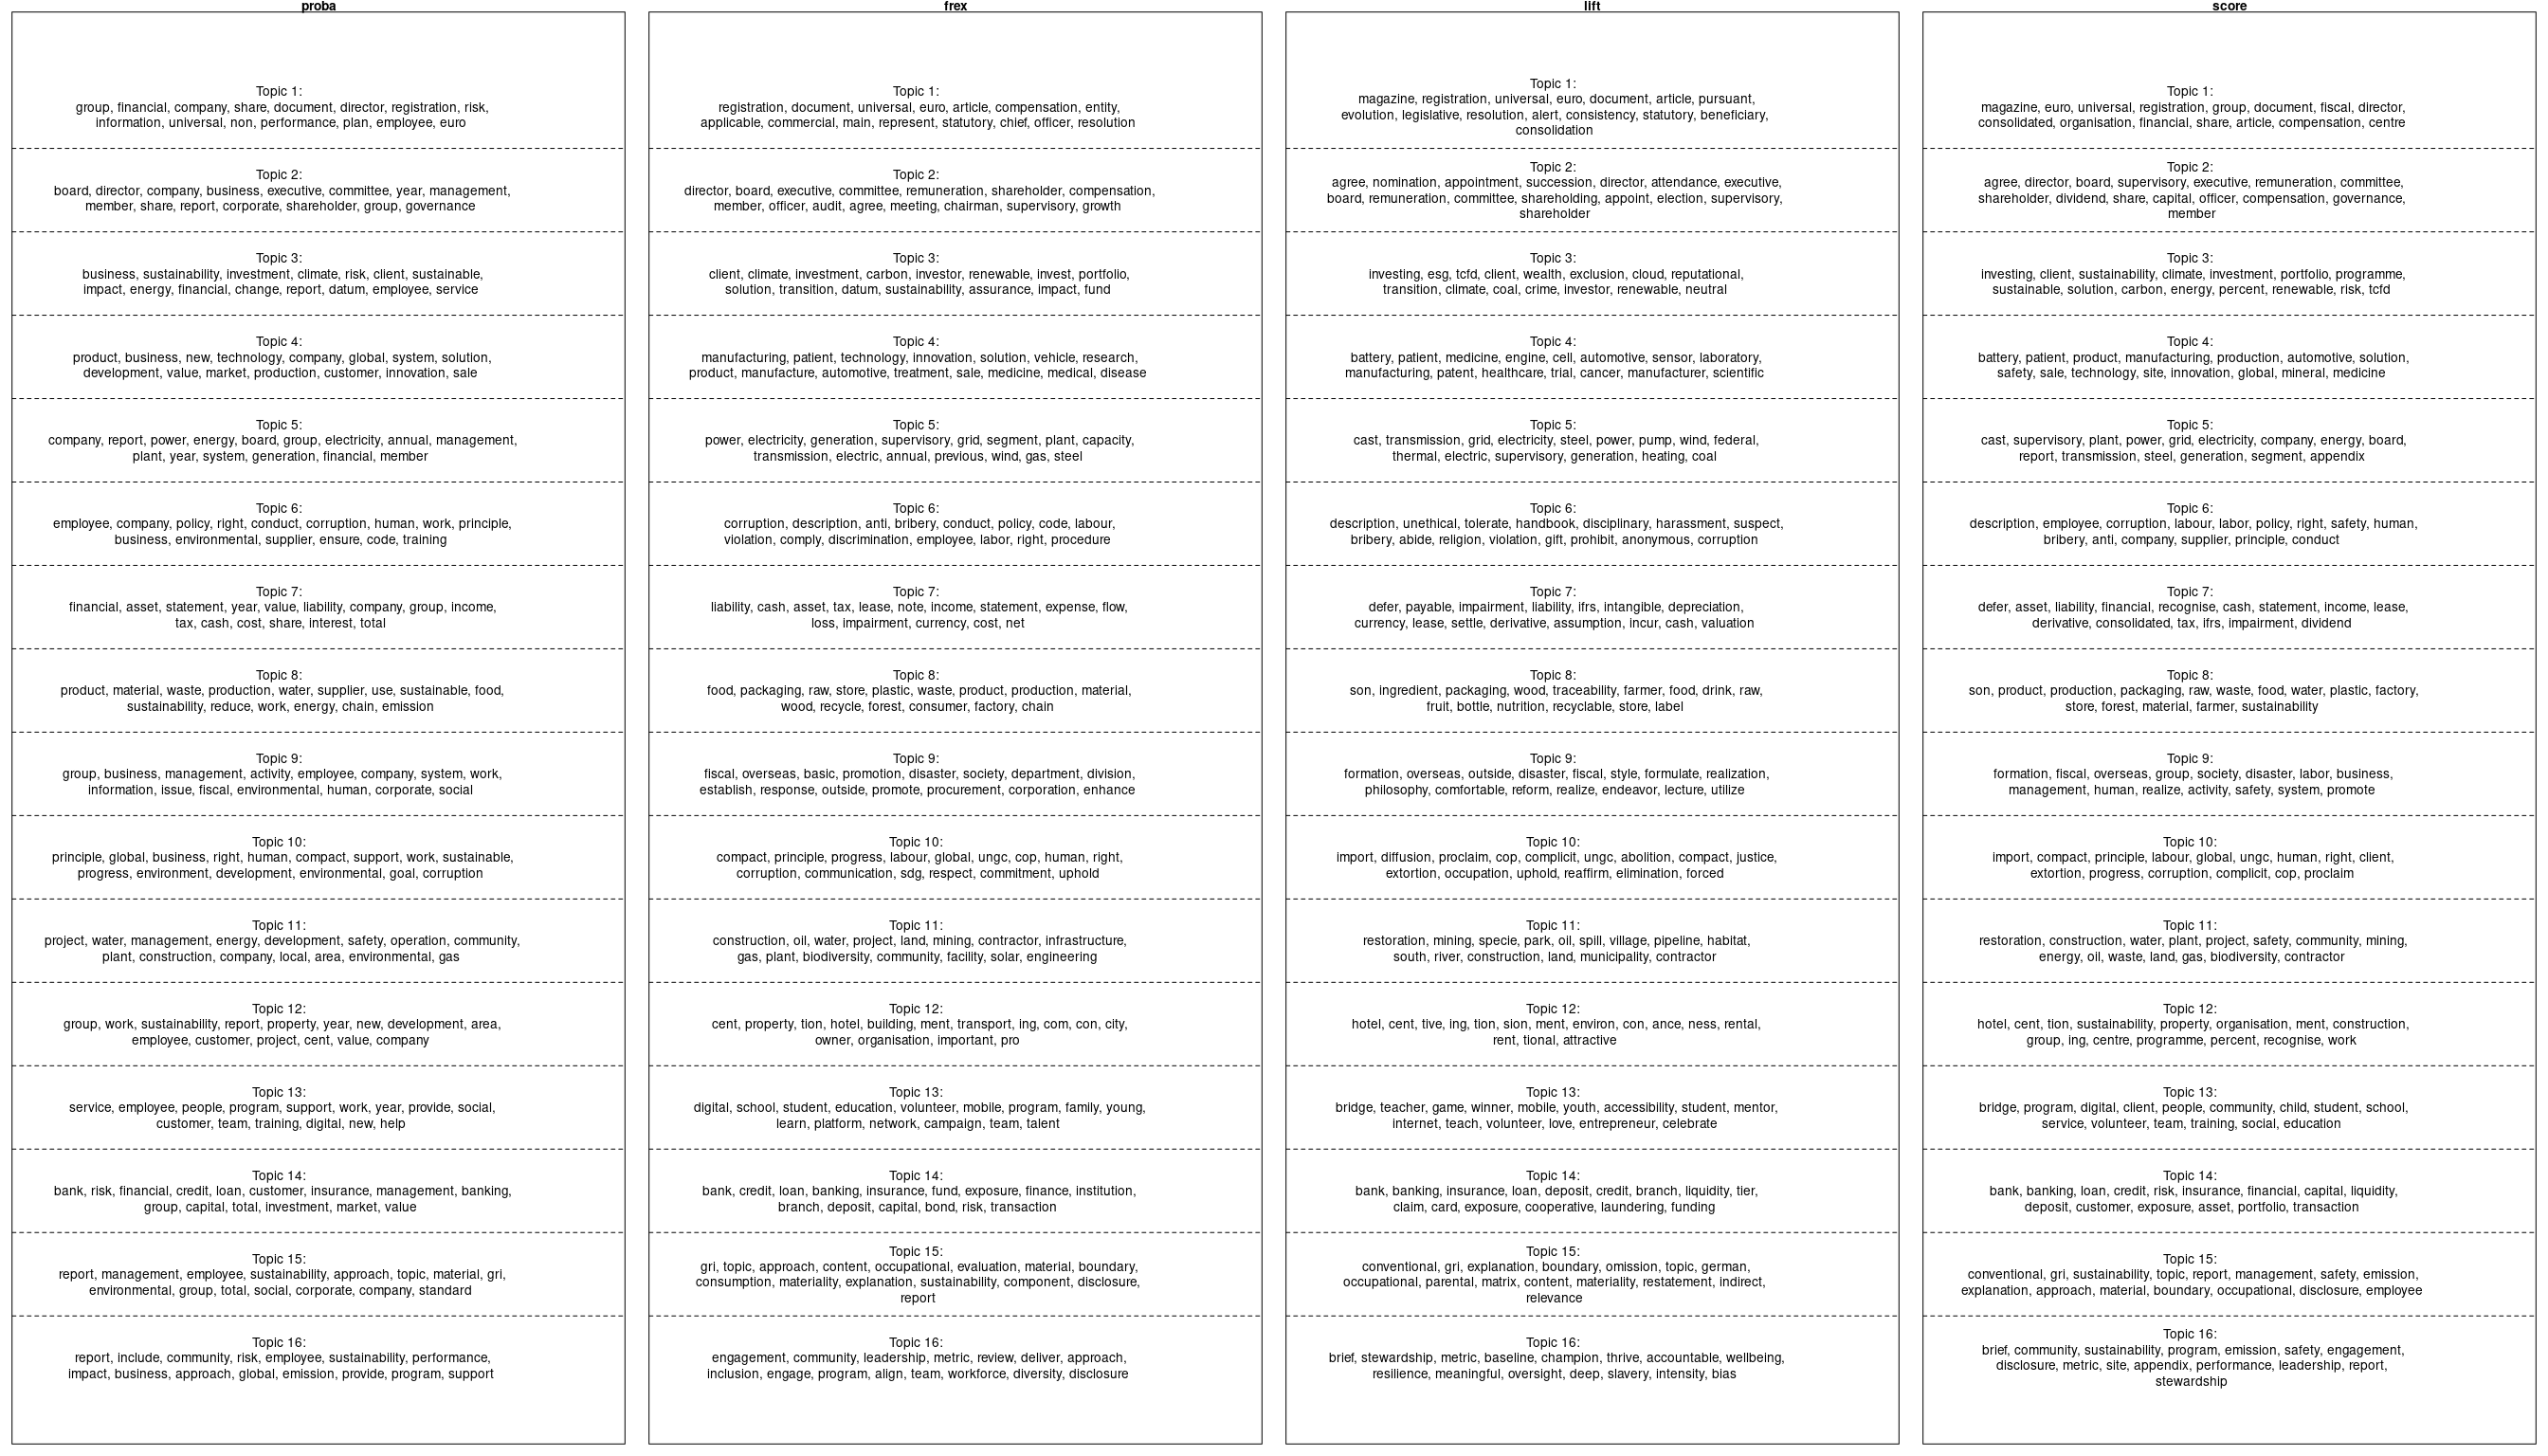 proba
Topic 1:
group, financial, company, share, document, director, registration, risk,
information, universal, non, performance, plan, employee, euro
Topic 2:
board, director, company, business, executive, committee, year, management,
member, share, report, corporate, shareholder, group, governance
Topic 3:
business, sustainability, investment, climate, risk, client, sustainable,
impact, energy, financial, change, report, datum, employee, service
Topic 4:
product, business, new, technology, company, global, system, solution,
development, value, market, production, customer, innovation, sale
Topic 5:
company, report, power, energy, board, group, electricity, annual, management,
plant, year, system, generation, financial, member
Topic 6:
employee, company, policy, right, conduct, corruption, human, work, principle,
business, environmental, supplier, ensure, code, training
Topic 7:
financial, asset, statement, year, value, liability, company, group, income,
tax, cash, cost, share, interest, total
Topic 8:
product, material, waste, production, water, supplier, use, sustainable, food,
sustainability, reduce, work, energy, chain, emission
Topic 9:
group, business, management, activity, employee, company, system, work,
information, issue, fiscal, environmental, human, corporate, social
Topic 10:
principle, global, business, right, human, compact, support, work, sustainable,
progress, environment, development, environmental, goal, corruption
Topic 11:
project, water, management, energy, development, safety, operation, community,
plant, construction, company, local, area, environmental, gas
Topic 12:
group, work, sustainability, report, property, year, new, development, area,
employee, customer, project, cent, value, company
Topic 13:
service, employee, people, program, support, work, year, provide, social,
customer, team, training, digital, new, help
Topic 14:
bank, risk, financial, credit, loan, customer, insurance, management, banking,
group, capital, total, investment, market, value
Topic 15:
report, management, employee, sustainability, approach, topic, material, gri,
environmental, group, total, social, corporate, company, standard
Topic 16:
report, include, community, risk, employee, sustainability, performance,
impact, business, approach, global, emission, provide, program, support
frex
Topic 1:
registration, document, universal, euro, article, compensation, entity,
applicable, commercial, main, represent, statutory, chief, officer, resolution
Topic 2:
director, board, executive, committee, remuneration, shareholder, compensation,
member, officer, audit, agree, meeting, chairman, supervisory, growth
Topic 3:
client, climate, investment, carbon, investor, renewable, invest, portfolio,
solution, transition, datum, sustainability, assurance, impact, fund
Topic 4:
manufacturing, patient, technology, innovation, solution, vehicle, research,
product, manufacture, automotive, treatment, sale, medicine, medical, disease
Topic 5:
power, electricity, generation, supervisory, grid, segment, plant, capacity,
transmission, electric, annual, previous, wind, gas, steel
Topic 6:
corruption, description, anti, bribery, conduct, policy, code, labour,
violation, comply, discrimination, employee, labor, right, procedure
Topic 7:
liability, cash, asset, tax, lease, note, income, statement, expense, flow,
loss, impairment, currency, cost, net
Topic 8:
food, packaging, raw, store, plastic, waste, product, production, material,
wood, recycle, forest, consumer, factory, chain
Topic 9:
fiscal, overseas, basic, promotion, disaster, society, department, division,
establish, response, outside, promote, procurement, corporation, enhance
Topic 10:
compact, principle, progress, labour, global, ungc, cop, human, right,
corruption, communication, sdg, respect, commitment, uphold
Topic 11:
construction, oil, water, project, land, mining, contractor, infrastructure,
gas, plant, biodiversity, community, facility, solar, engineering
Topic 12:
cent, property, tion, hotel, building, ment, transport, ing, com, con, city,
owner, organisation, important, pro
Topic 13:
digital, school, student, education, volunteer, mobile, program, family, young,
learn, platform, network, campaign, team, talent
Topic 14:
bank, credit, loan, banking, insurance, fund, exposure, finance, institution,
branch, deposit, capital, bond, risk, transaction
Topic 15:
gri, topic, approach, content, occupational, evaluation, material, boundary,
consumption, materiality, explanation, sustainability, component, disclosure,
report
Topic 16:
engagement, community, leadership, metric, review, deliver, approach,
inclusion, engage, program, align, team, workforce, diversity, disclosure
lift
Topic 1:
magazine, registration, universal, euro, document, article, pursuant,
evolution, legislative, resolution, alert, consistency, statutory, beneficiary,
consolidation
Topic 2:
agree, nomination, appointment, succession, director, attendance, executive,
board, remuneration, committee, shareholding, appoint, election, supervisory,
shareholder
Topic 3:
investing, esg, tcfd, client, wealth, exclusion, cloud, reputational,
transition, climate, coal, crime, investor, renewable, neutral
Topic 4:
battery, patient, medicine, engine, cell, automotive, sensor, laboratory,
manufacturing, patent, healthcare, trial, cancer, manufacturer, scientific
Topic 5:
cast, transmission, grid, electricity, steel, power, pump, wind, federal,
thermal, electric, supervisory, generation, heating, coal
Topic 6:
description, unethical, tolerate, handbook, disciplinary, harassment, suspect,
bribery, abide, religion, violation, gift, prohibit, anonymous, corruption
Topic 7:
defer, payable, impairment, liability, ifrs, intangible, depreciation,
currency, lease, settle, derivative, assumption, incur, cash, valuation
Topic 8:
son, ingredient, packaging, wood, traceability, farmer, food, drink, raw,
fruit, bottle, nutrition, recyclable, store, label
Topic 9:
formation, overseas, outside, disaster, fiscal, style, formulate, realization,
philosophy, comfortable, reform, realize, endeavor, lecture, utilize
Topic 10:
import, diffusion, proclaim, cop, complicit, ungc, abolition, compact, justice,
extortion, occupation, uphold, reaffirm, elimination, forced
Topic 11:
restoration, mining, specie, park, oil, spill, village, pipeline, habitat,
south, river, construction, land, municipality, contractor
Topic 12:
hotel, cent, tive, ing, tion, sion, ment, environ, con, ance, ness, rental,
rent, tional, attractive
Topic 13:
bridge, teacher, game, winner, mobile, youth, accessibility, student, mentor,
internet, teach, volunteer, love, entrepreneur, celebrate
Topic 14:
bank, banking, insurance, loan, deposit, credit, branch, liquidity, tier,
claim, card, exposure, cooperative, laundering, funding
Topic 15:
conventional, gri, explanation, boundary, omission, topic, german,
occupational, parental, matrix, content, materiality, restatement, indirect,
relevance
Topic 16:
brief, stewardship, metric, baseline, champion, thrive, accountable, wellbeing,
resilience, meaningful, oversight, deep, slavery, intensity, bias
score
Topic 1:
magazine, euro, universal, registration, group, document, fiscal, director,
consolidated, organisation, financial, share, article, compensation, centre
Topic 2:
agree, director, board, supervisory, executive, remuneration, committee,
shareholder, dividend, share, capital, officer, compensation, governance,
member
Topic 3:
investing, client, sustainability, climate, investment, portfolio, programme,
sustainable, solution, carbon, energy, percent, renewable, risk, tcfd
Topic 4:
battery, patient, product, manufacturing, production, automotive, solution,
safety, sale, technology, site, innovation, global, mineral, medicine
Topic 5:
cast, supervisory, plant, power, grid, electricity, company, energy, board,
report, transmission, steel, generation, segment, appendix
Topic 6:
description, employee, corruption, labour, labor, policy, right, safety, human,
bribery, anti, company, supplier, principle, conduct
Topic 7:
defer, asset, liability, financial, recognise, cash, statement, income, lease,
derivative, consolidated, tax, ifrs, impairment, dividend
Topic 8:
son, product, production, packaging, raw, waste, food, water, plastic, factory,
store, forest, material, farmer, sustainability
Topic 9:
formation, fiscal, overseas, group, society, disaster, labor, business,
management, human, realize, activity, safety, system, promote
Topic 10:
import, compact, principle, labour, global, ungc, human, right, client,
extortion, progress, corruption, complicit, cop, proclaim
Topic 11:
restoration, construction, water, plant, project, safety, community, mining,
energy, oil, waste, land, gas, biodiversity, contractor
Topic 12:
hotel, cent, tion, sustainability, property, organisation, ment, construction,
group, ing, centre, programme, percent, recognise, work
Topic 13:
bridge, program, digital, client, people, community, child, student, school,
service, volunteer, team, training, social, education
Topic 14:
bank, banking, loan, credit, risk, insurance, financial, capital, liquidity,
deposit, customer, exposure, asset, portfolio, transaction
Topic 15:
conventional, gri, sustainability, topic, report, management, safety, emission,
explanation, approach, material, boundary, occupational, disclosure, employee
Topic 16:
brief, community, sustainability, program, emission, safety, engagement,
disclosure, metric, site, appendix, performance, leadership, report,
stewardship